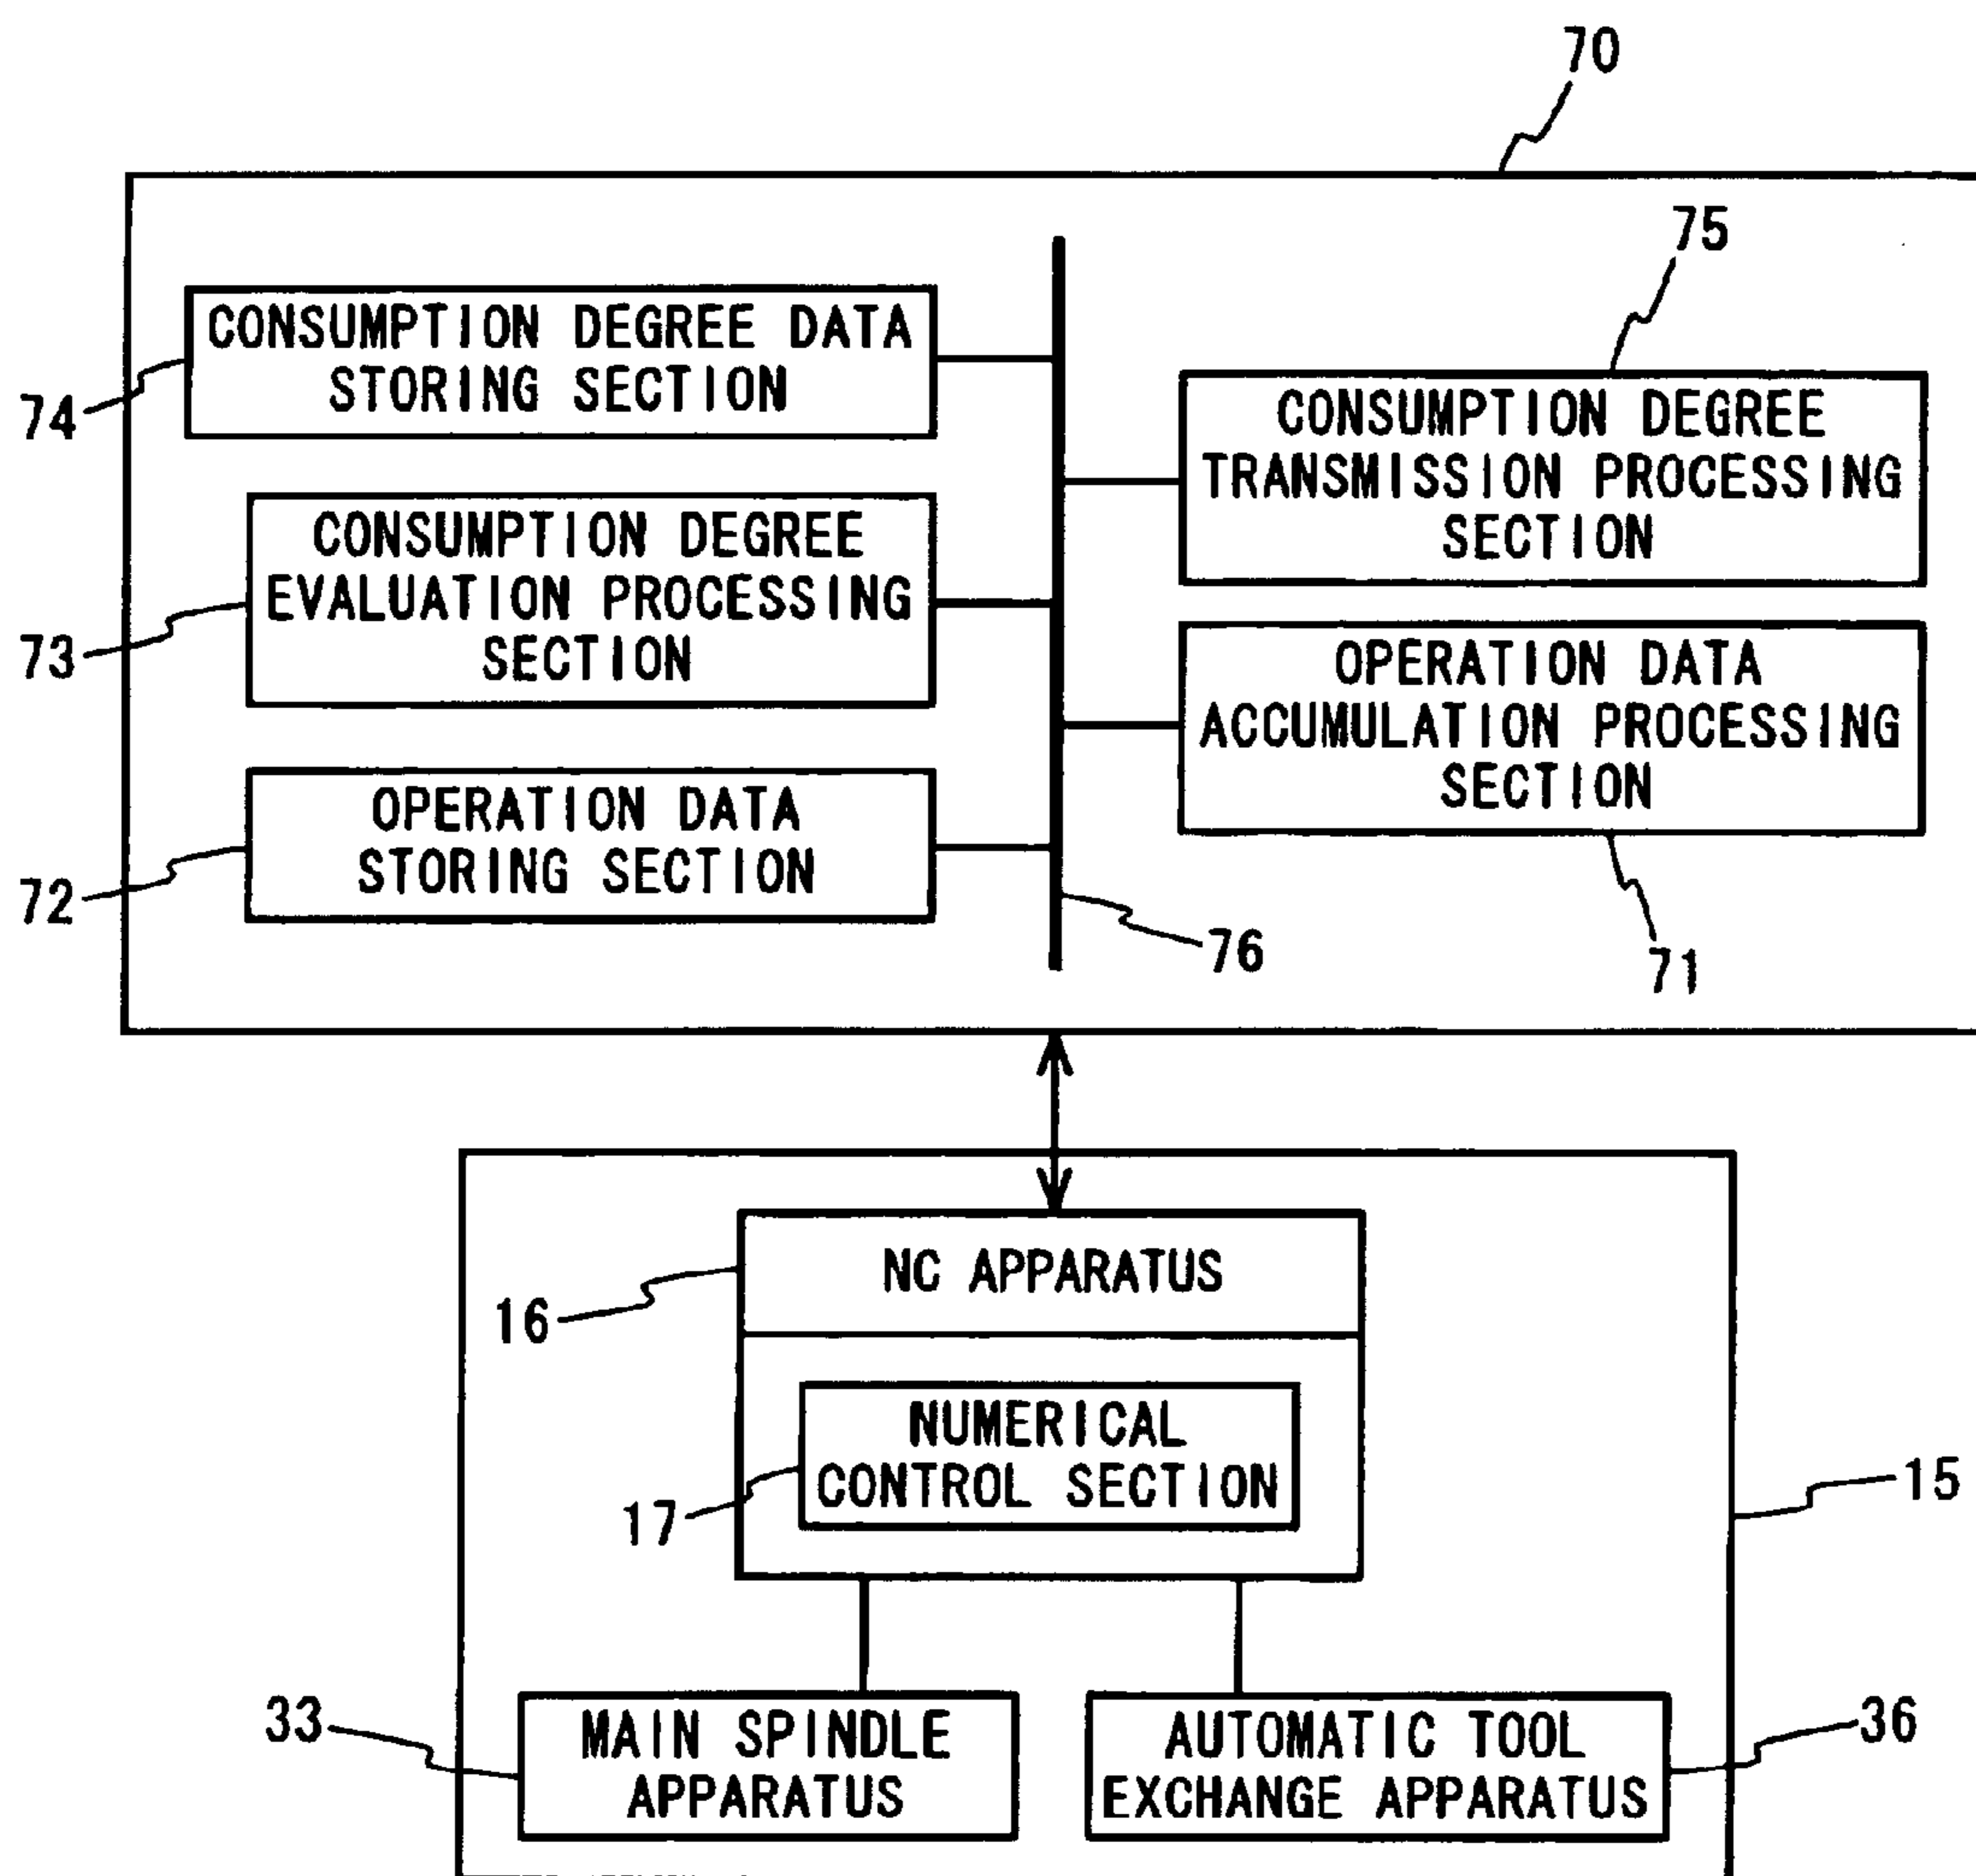 70
75
CONSUMPTION DEGREE DATA
STORING SECTION
74
CONSUMPTION DEGREE
TRANSMISSION PROCESSING
SECTION
CONSUMPTION DEGREE
EVALUATION PROCESSING
SECTION
73
OPERATION DATA
ACCUMULATION PROCESSING
SECTION
OPERATION DATA
STORING SECTION
72
76
71
NC APPARATUS
16
NUMERICAL
CONTROL SECTION
17
15
33
MAIN SPINDLE
APPARATUS
AUTOMATIC TOOL
EXCHANGE APPARATUS
36